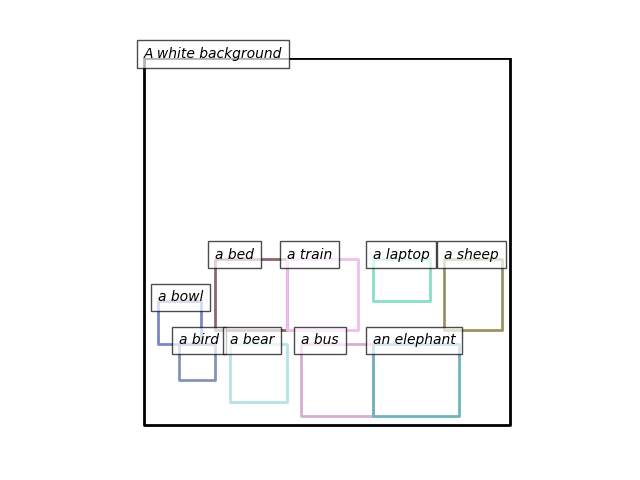 A white background
a bed
a train
a laptop
a sheep
a bowl
a bird
a bear
a bus
an elephant